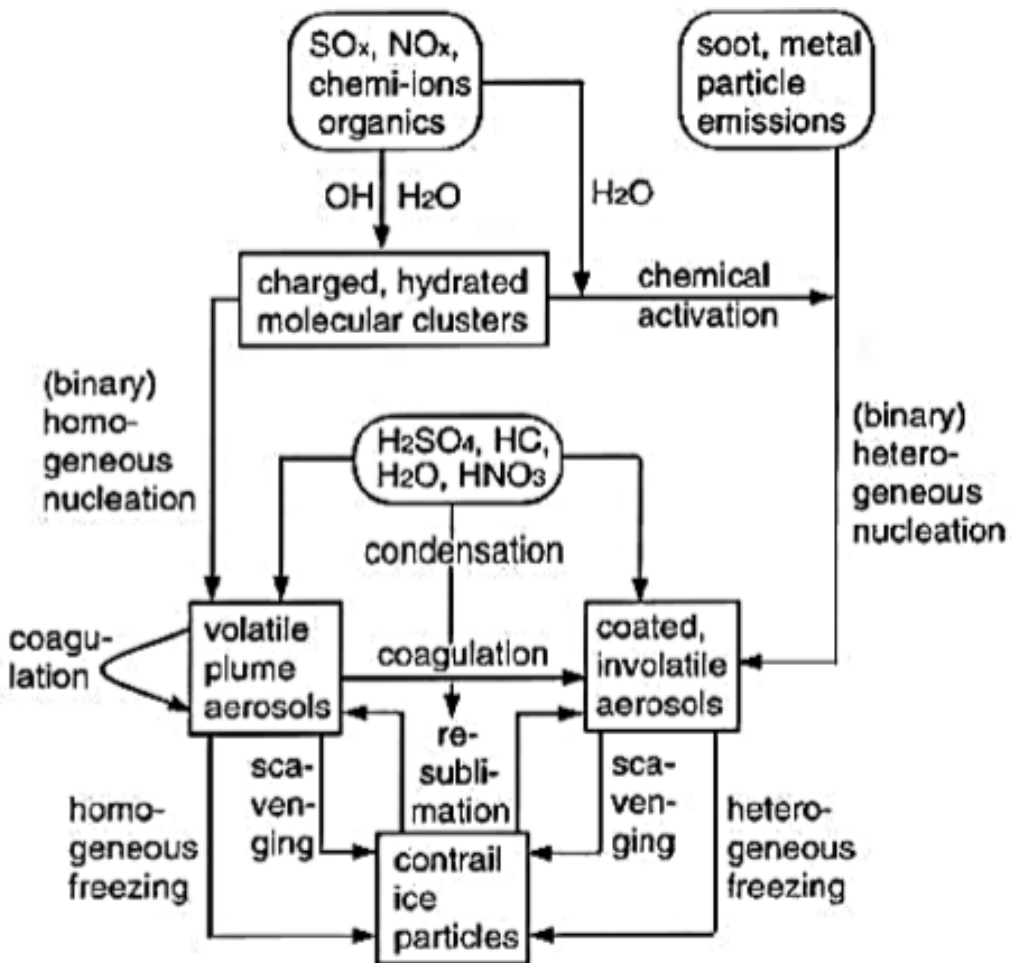 SOx, NOx,
chemi-ions
organics
soot, metal
particle
emissions
OH
H2O
H2O
charged, hydrated
molecular clusters
chemical
activation
(binary)
homo-
geneous
nucleation
H2SO4, HC,
H2O, HNO3
(binary)
hetero-
geneous
nucleation
condensation
coagu-
lation
volatile
plume
aerosols
coagulation
coated,
involatile
aerosols
re-
subli-
mation
homo-
geneous
freezing
sca-
ven-
ging
sca-
ven-
ging
heter-
geneous
freezing
contrail
ice
particles